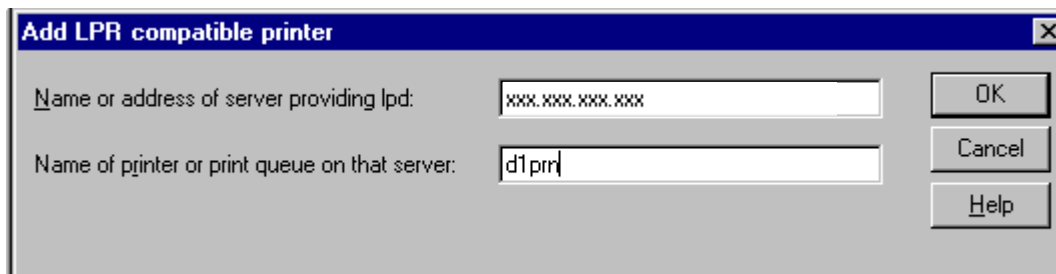 Add LPR compatible printer
Name or address of server providing lpd: xxx.xxx.xxx.xxx OK
Name of printer or print queue on that server: d1prn Cancel
Help